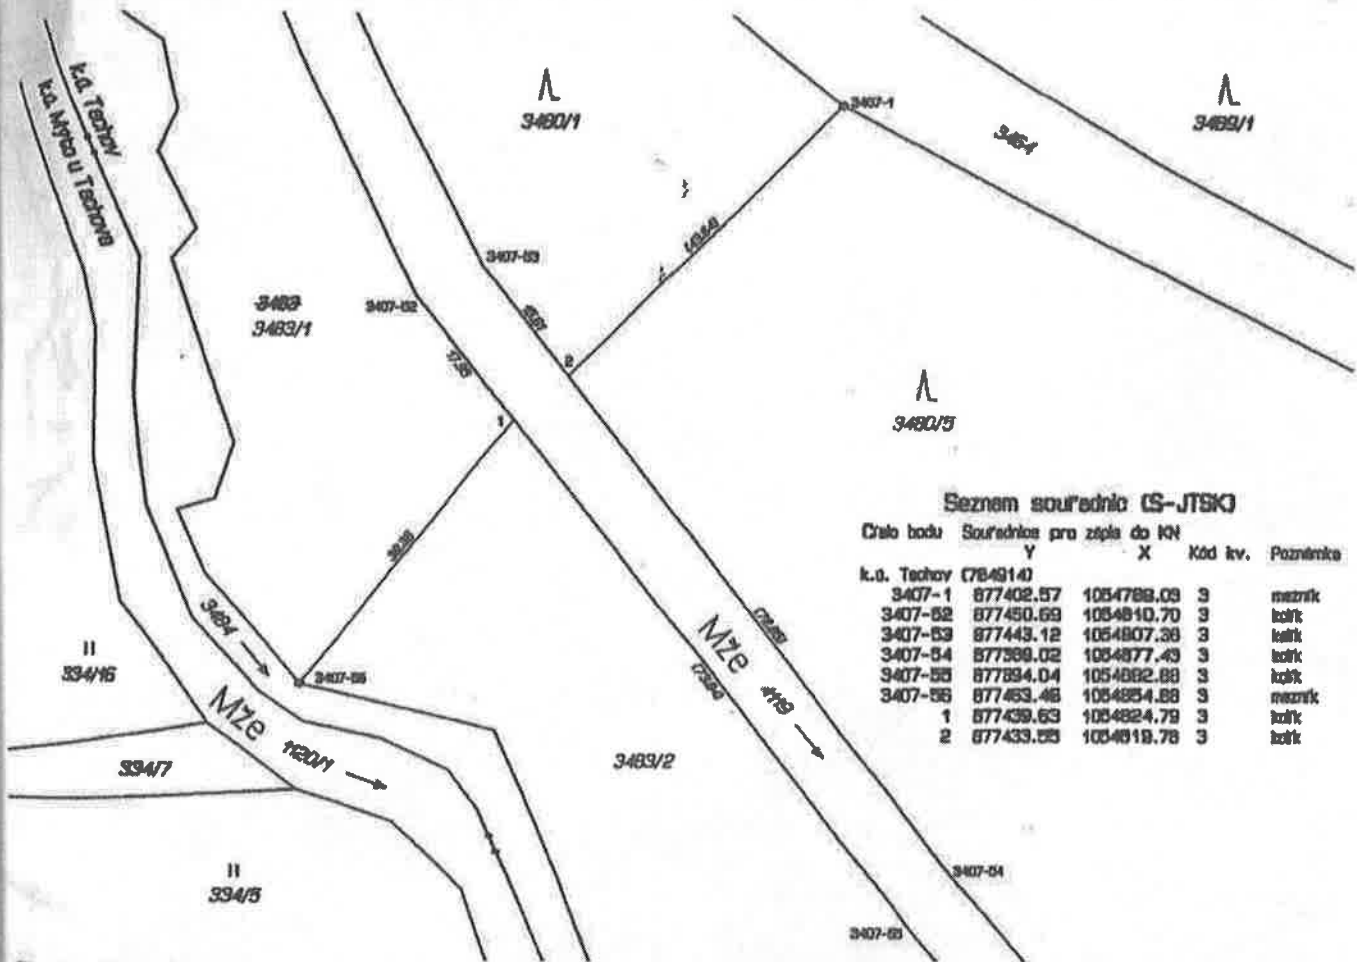 k.ú. Tachov
k.ú. Mýto u Tachova
3480/1
3407-1
3464
3489/1
3407-53
3407-52
3483
3483/1
17,35
2
1
3480/5
39,35
3484
3407-56
II
334/16
Mže
1120/1
334/7
II
334/5
3483/2
Mže
4119
3407-54
Seznam souřadnic (S-JTSK)
Číslo bodu Souřadnice pro zápis do KN
Y X Kód kv. Poznámka
k.ú. Tachov (764914)
3407-1 877402.57 1054789.09 3 mezník
3407-52 877450.69 1054810.70 3 kolík
3407-53 877443.12 1054807.36 3 kolík
3407-54 1054877.43 3 kolík
3407-55 877394.04 1054882.88 3 kolík
3407-56 877463.46 1054854.88 3 mezník
1 877439.63 1054824.79 3 kolík
2 877433.55 1054819.78 3 kolík